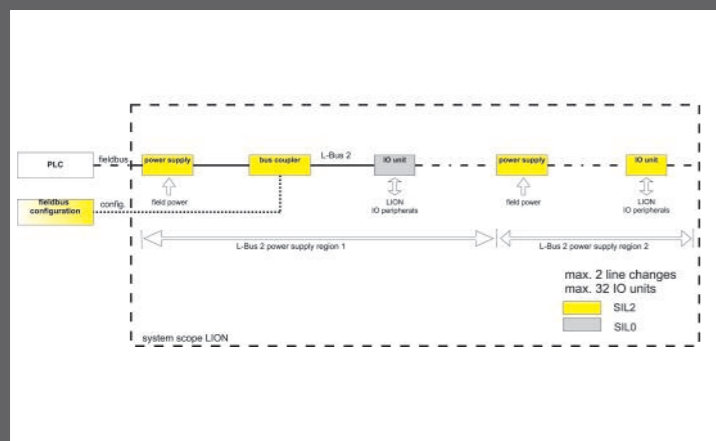 PLC
fieldbus
power supply
bus coupler
L-Bus 2
IO unit
power supply
IO unit
fieldbus
configuration
config.
field power
LION
IO peripherals
field power
LION
IO peripherals
L-Bus 2 power supply region 1
L-Bus 2 power supply region 2
max. 2 line changes
max. 32 IO units
SIL2
SIL0
system scope LION